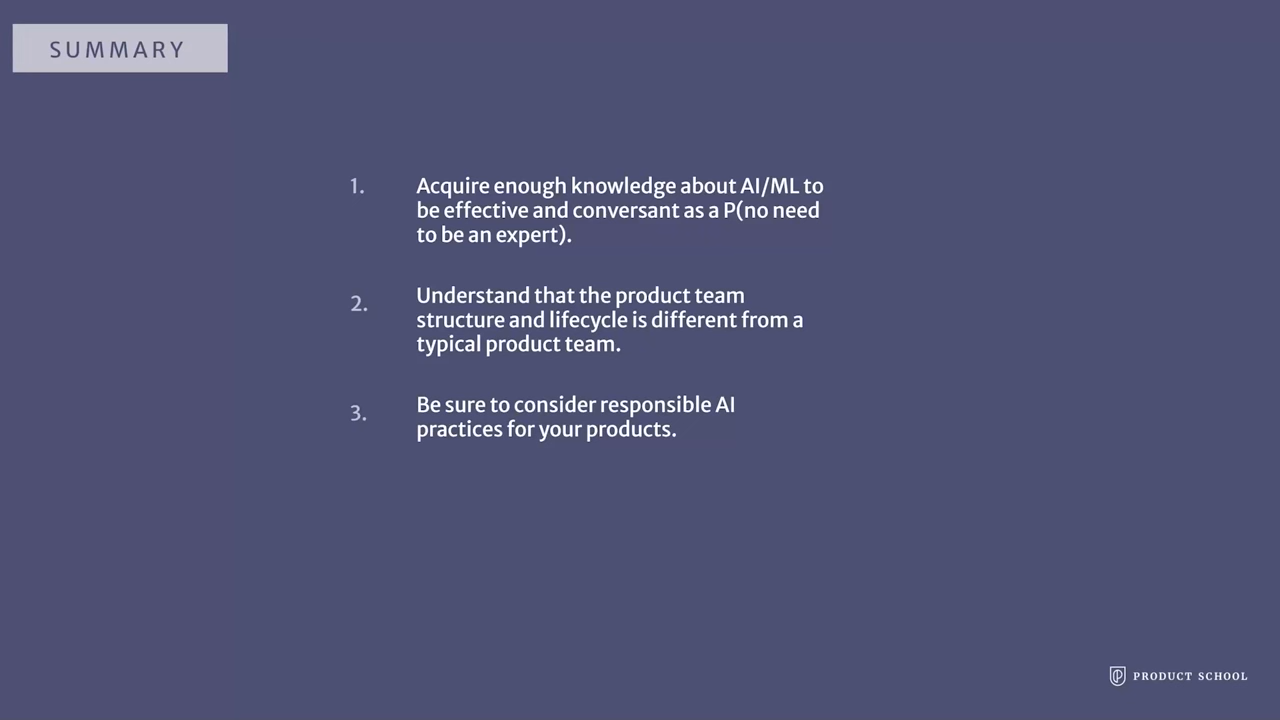 SUMMARY
1. Acquire enough knowledge about AI/ML to
be effective and conversant as a P(no need
to be an expert).
2. Understand that the product team
structure and lifecycle is different from a
typical product team.
3. Be sure to consider responsible AI
practices for your products.
PRODUCT SCHOOL